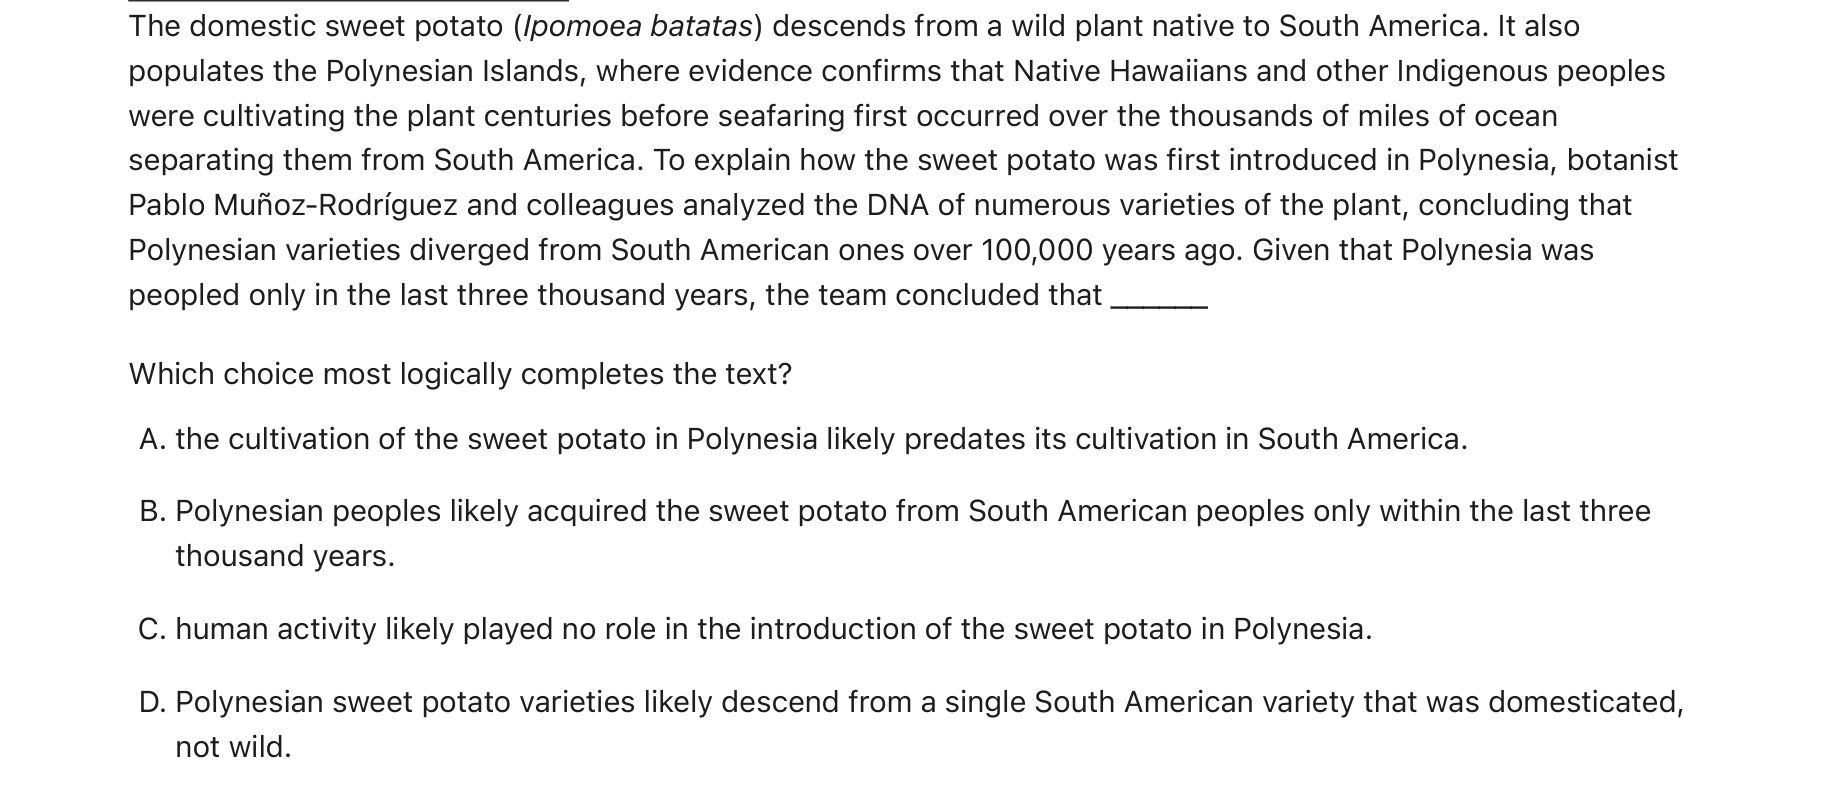 The domestic sweet potato (Ipomoea batatas) descends from a wild plant native to South America. It also
populates the Polynesian Islands, where evidence confirms that Native Hawaiians and other Indigenous peoples
were cultivating the plant centuries before seafaring first occurred over the thousands of miles of ocean
separating them from South America. To explain how the sweet potato was first introduced in Polynesia, botanist
Pablo Muñoz-Rodríguez and colleagues analyzed the DNA of numerous varieties of the plant, concluding that
Polynesian varieties diverged from South American ones over 100,000 years ago. Given that Polynesia was
peopled only in the last three thousand years, the team concluded that ______
Which choice most logically completes the text?
A. the cultivation of the sweet potato in Polynesia likely predates its cultivation in South America.
B. Polynesian peoples likely acquired the sweet potato from South American peoples only within the last three
thousand years.
C. human activity likely played no role in the introduction of the sweet potato in Polynesia.
D. Polynesian sweet potato varieties likely descend from a single South American variety that was domesticated,
not wild.